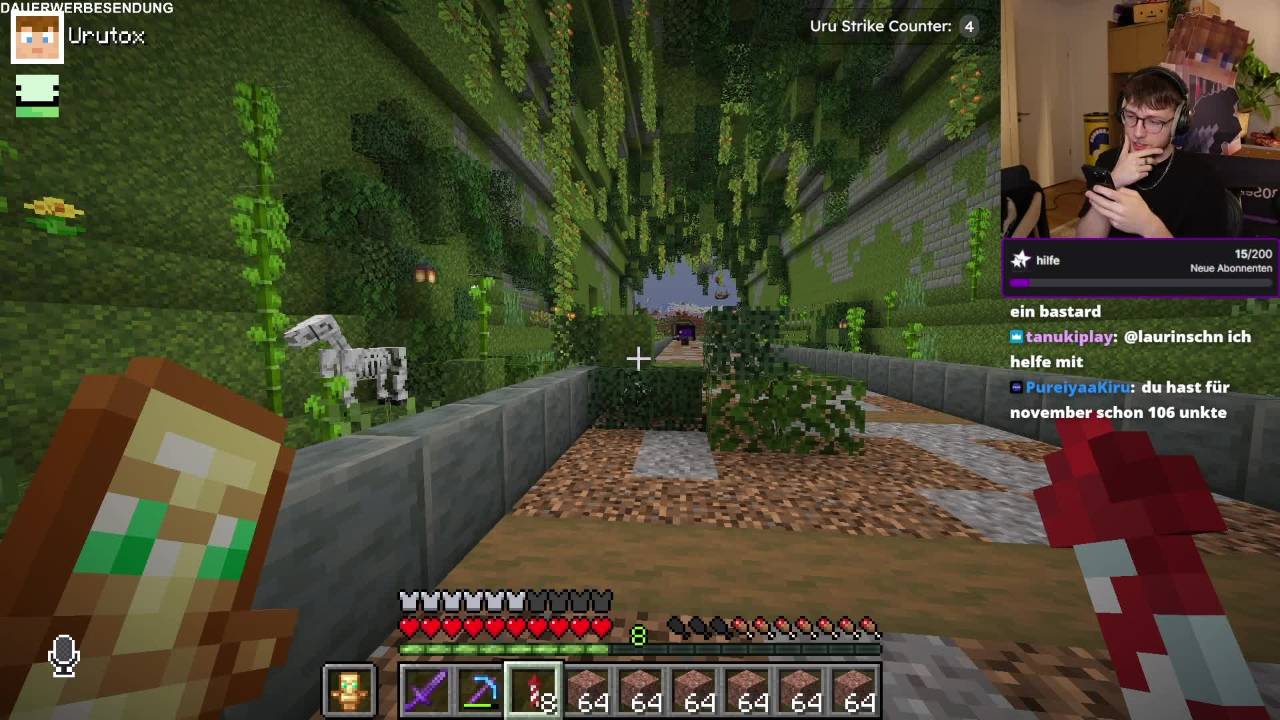 DAUERWERBESENDUNG
Urutox
Uru Strike Counter: 4
hilfe
15/200
Neue Abonnenten
ein bastard
tanukiplay: @laurinschn ich
helfe mit
PureiyaaKiru: du hast für
november schon 106 unkte
8
8 64 64 64 64 64 64